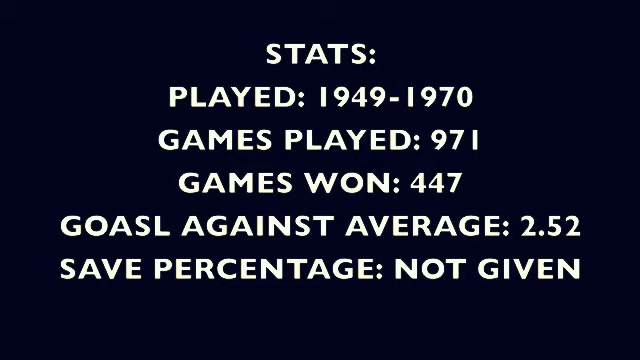 STATS:
PLAYED: 1949-1970
GAMES PLAYED: 971
GAMES WON: 447
GOASL AGAINST AVERAGE: 2.52
SAVE PERCENTAGE: NOT GIVEN